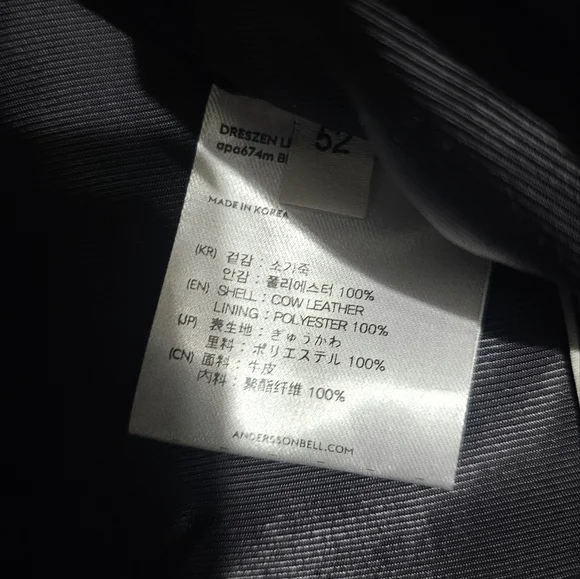 DRESZEN
52
apa674m
MADE IN KOREA
(KR) 겉감 : 소가죽
안감 : 폴리에스터 100%
(EN) SHELL : COW LEATHER
LINING : POLYESTER 100%
(JP) 表生地 : ぎゅうかわ
里料 : ポリエステル 100%
(CN) 面料 : 牛皮
内料 : 聚酯纤维 100%
ANDERSSONBELL.COM